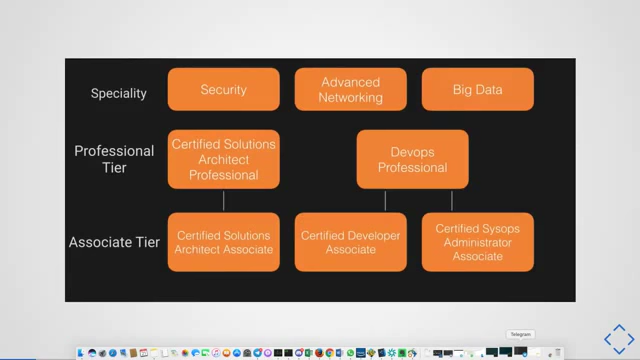 Speciality
Security
Advanced
Networking
Big Data
Professional
Tier
Certified Solutions
Architect
Professional
Devops
Professional
Associate Tier
Certified Solutions
Architect Associate
Certified Developer
Associate
Certified Sysops
Administrator
Associate
Telegram